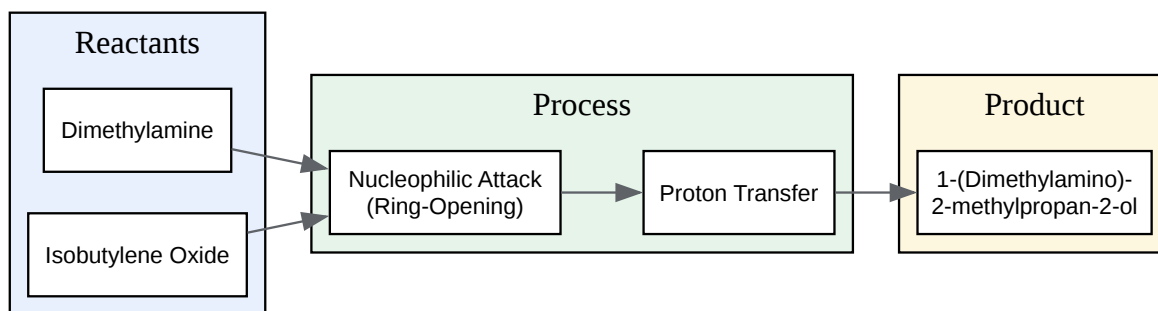 Reactants
Dimethylamine
Isobutylene Oxide
Process
Nucleophilic Attack
(Ring-Opening)
Proton Transfer
Product
1-(Dimethylamino)-
2-methylpropan-2-ol